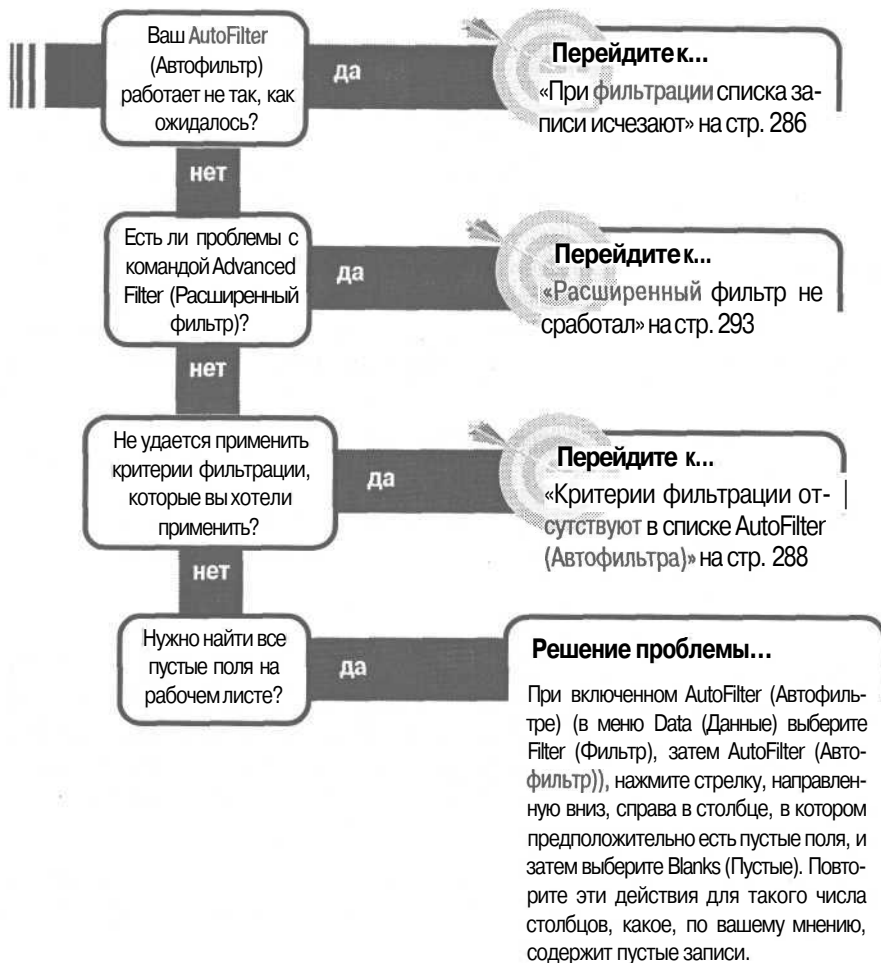 Ваш AutoFilter
(Автофильтр)
работает не так, как
ожидалось?
да
Перейдите к...
«При фильтрации списка за-
писи исчезают» на стр. 286
нет
Есть ли проблемы с
командой Advanced
Filter (Расширенный
фильтр)?
да
Перейдите к...
«Расширенный фильтр не
сработал» на стр. 293
нет
Не удается применить
критерии фильтрации,
которые вы хотели
применить?
да
Перейдите к...
«Критерии фильтрации от-
сутствуют в списке AutoFilter
(Автофильтра)» на стр. 288
нет
Нужно найти все
пустые поля на
рабочем листе?
да
Решение проблемы...
При включенном AutoFilter (Автофиль-
тре) (в меню Data (Данные) выберите
Filter (Фильтр), затем AutoFilter (Авто-
фильтр)), нажмите стрелку, направлен-
ную вниз, справа в столбце, в котором
предположительно есть пустые поля, и
затем выберите Blanks (Пустые). Повто-
рите эти действия для такого числа
столбцов, какое, по вашему мнению,
содержит пустые записи.